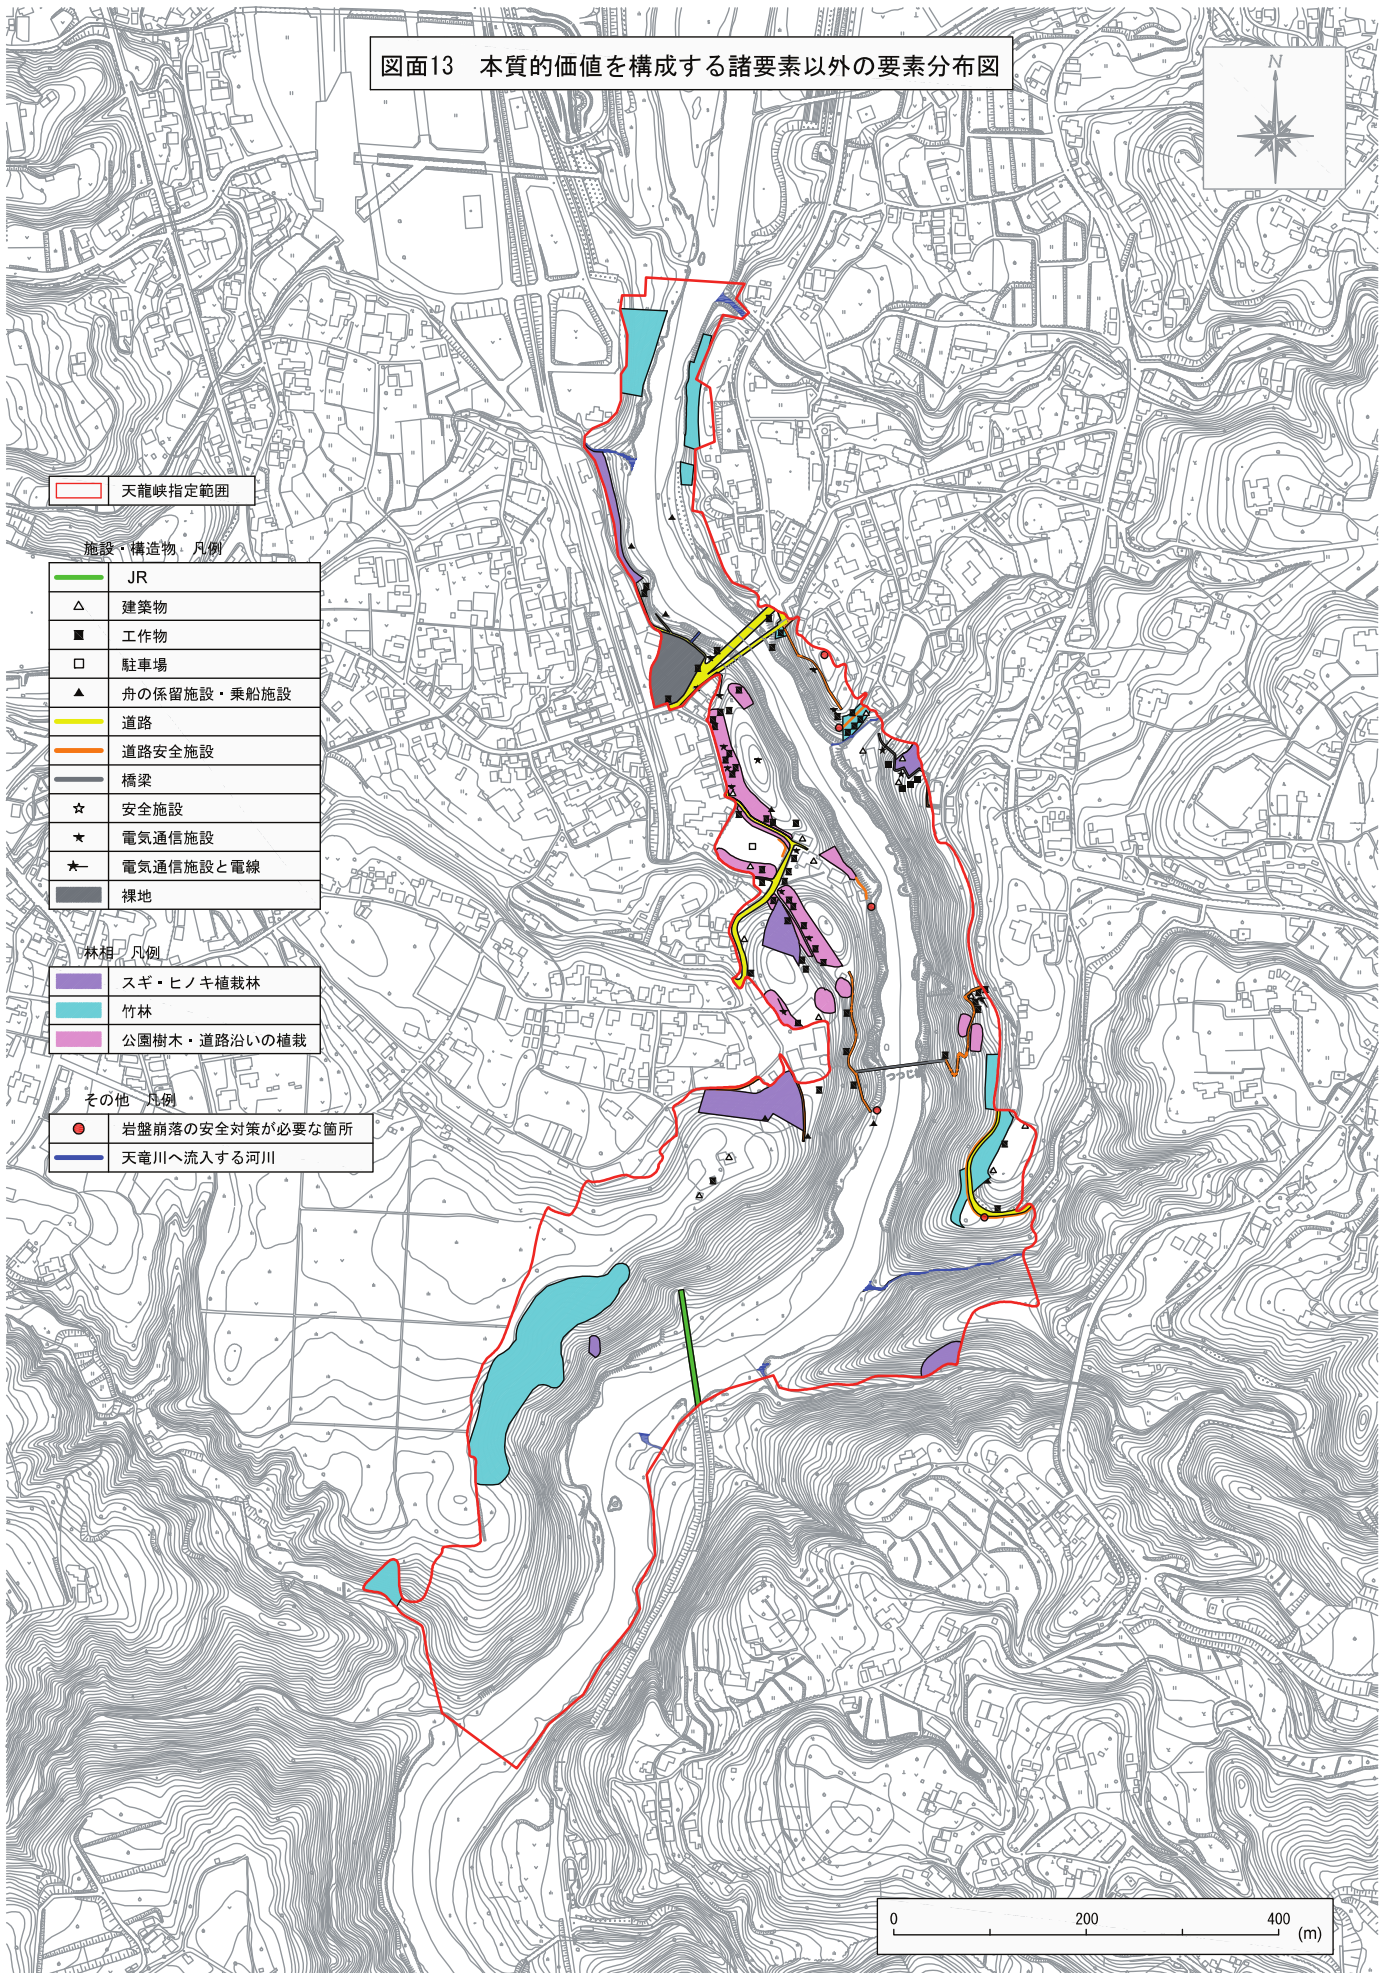 図面13　本質的価値を構成する諸要素以外の要素分布図
N
天龍峡指定範囲
施設・構造物　凡例
JR
建築物
工作物
駐車場
舟の係留施設・乗船施設
道路
道路安全施設
橋梁
安全施設
電気通信施設
電気通信施設と電線
裸地
林相　凡例
スギ・ヒノキ植栽林
竹林
公園樹木・道路沿いの植栽
その他　凡例
岩盤崩落の安全対策が必要な箇所
天竜川へ流入する河川
つつじ
0 200 400 (m)